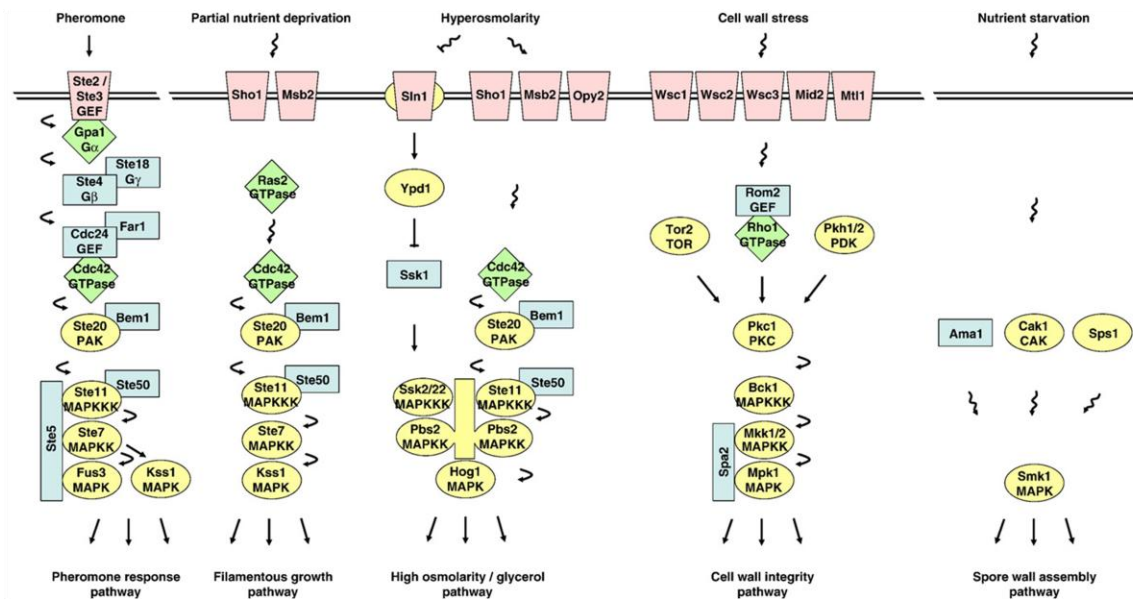 Pheromone
Partial nutrient deprivation
Hyperosmolarity
Cell wall stress
Nutrient starvation
Ste2 /
Ste3
GEF
Gpa1
Gα
Ste18
Gγ
Ste4
Gβ
Far1
Cdc24
GEF
Cdc42
GTPase
Bem1
Ste20
PAK
Ste50
Ste11
MAPKKK
Ste5
Ste7
MAPKK
Fus3
MAPK
Kss1
MAPK
Pheromone response
pathway
Sho1
Msb2
Ras2
GTPase
Cdc42
GTPase
Bem1
Ste20
PAK
Ste50
Ste11
MAPKKK
Ste7
MAPKK
Kss1
MAPK
Filamentous growth
pathway
Sln1
Sho1
Msb2
Opy2
Ypd1
Ssk1
Cdc42
GTPase
Bem1
Ste20
PAK
Ste50
Ssk2/22
MAPKKK
Ste11
MAPKKK
Pbs2
MAPKK
Pbs2
MAPKK
Hog1
MAPK
High osmolarity / glycerol
pathway
Wsc1
Wsc2
Wsc3
Mid2
Mtl1
Rom2
GEF
Rho1
GTPase
Tor2
TOR
Pkh1/2
PDK
Pkc1
PKC
Bck1
MAPKKK
Spa2
Mkk1/2
MAPKK
Mpk1
MAPK
Cell wall integrity
pathway
Ama1
Cak1
CAK
Sps1
Smk1
MAPK
Spore wall assembly
pathway